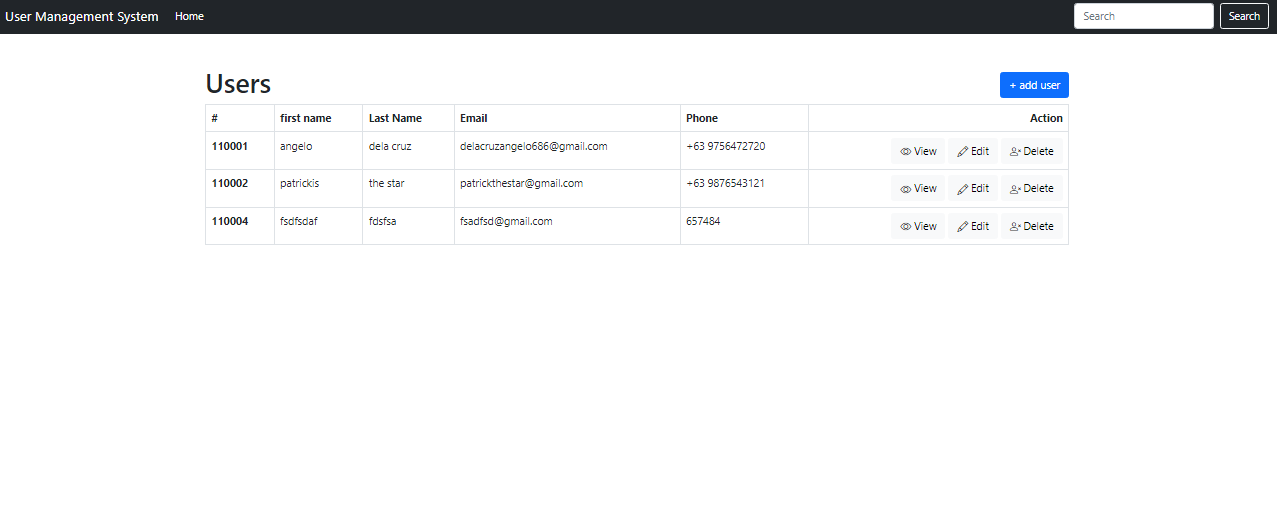 User Management System Home Search Search
Users + add user
# first name Last Name Email Phone Action
110001 angelo dela cruz delacruzangelo686@gmail.com +63 9756472720 View Edit Delete
110002 patrickis the star patrickthestar@gmail.com +63 9876543121 View Edit Delete
110004 fsdfsdaf fdsfsa fsadfsd@gmail.com 657484 View Edit Delete